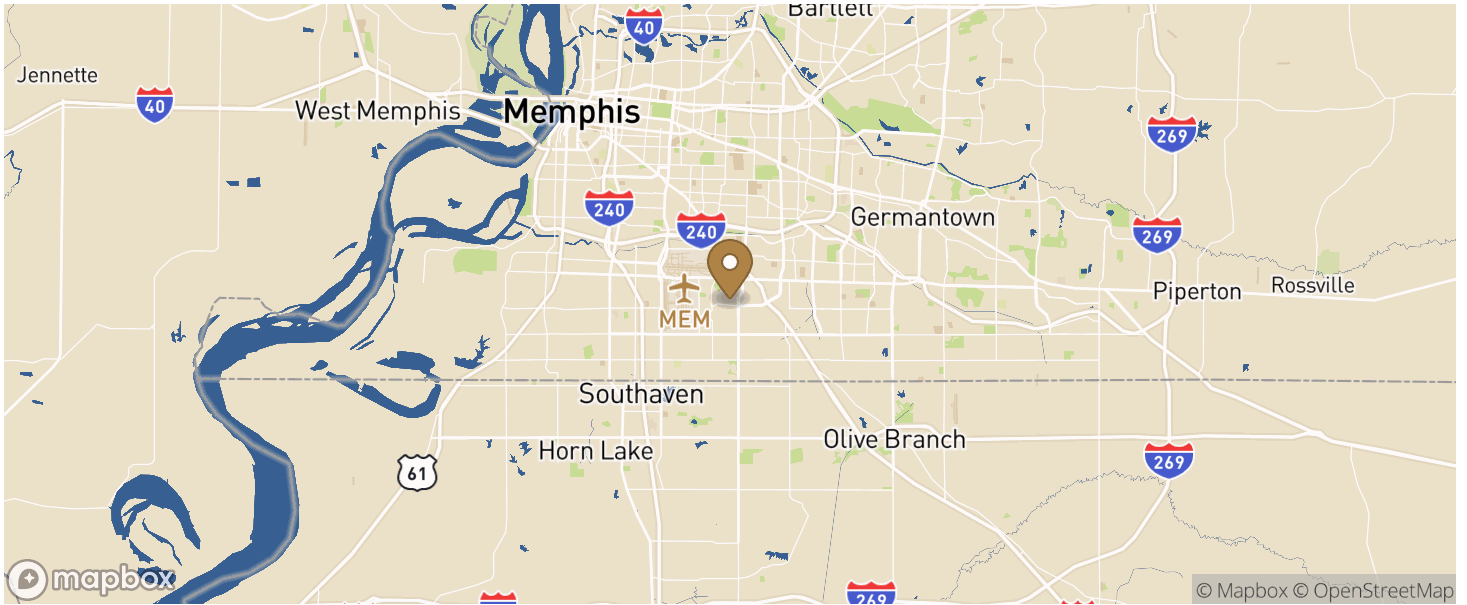 Bartlett
40
Jennette
40
West Memphis
Memphis
269
240
240
Germantown
269
Piperton
Rossville
MEM
Southaven
Olive Branch
Horn Lake
61
269
mapbox
269
© Mapbox © OpenStreetMap